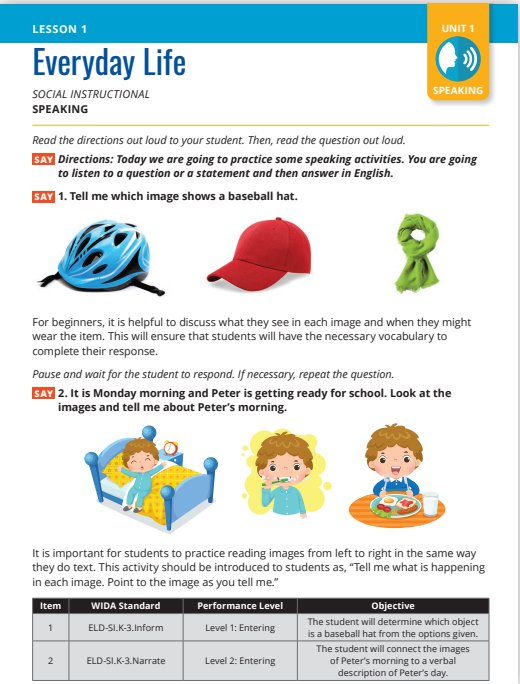 LESSON 1
UNIT 1
SPEAKING
Everyday Life
SOCIAL INSTRUCTIONAL
SPEAKING
Read the directions out loud to your student. Then, read the question out loud.
SAY Directions: Today we are going to practice some speaking activities. You are going
to listen to a question or a statement and then answer in English.
SAY 1. Tell me which image shows a baseball hat.
For beginners, it is helpful to discuss what they see in each image and when they might
wear the item. This will ensure that students will have the necessary vocabulary to
complete their response.
Pause and wait for the student to respond. If necessary, repeat the question.
SAY 2. It is Monday morning and Peter is getting ready for school. Look at the
images and tell me about Peter's morning.
It is important for students to practice reading images from left to right in the same way
they do text. This activity should be introduced to students as, “Tell me what is happening
in each image. Point to the image as you tell me.”
Item WIDA Standard Performance Level Objective
1 ELD-SI.K-3.Inform Level 1: Entering The student will determine which object
is a baseball hat from the options given.
2 ELD-SI.K-3.Narrate Level 2: Entering The student will connect the images
of Peter's morning to a verbal
description of Peter's day.